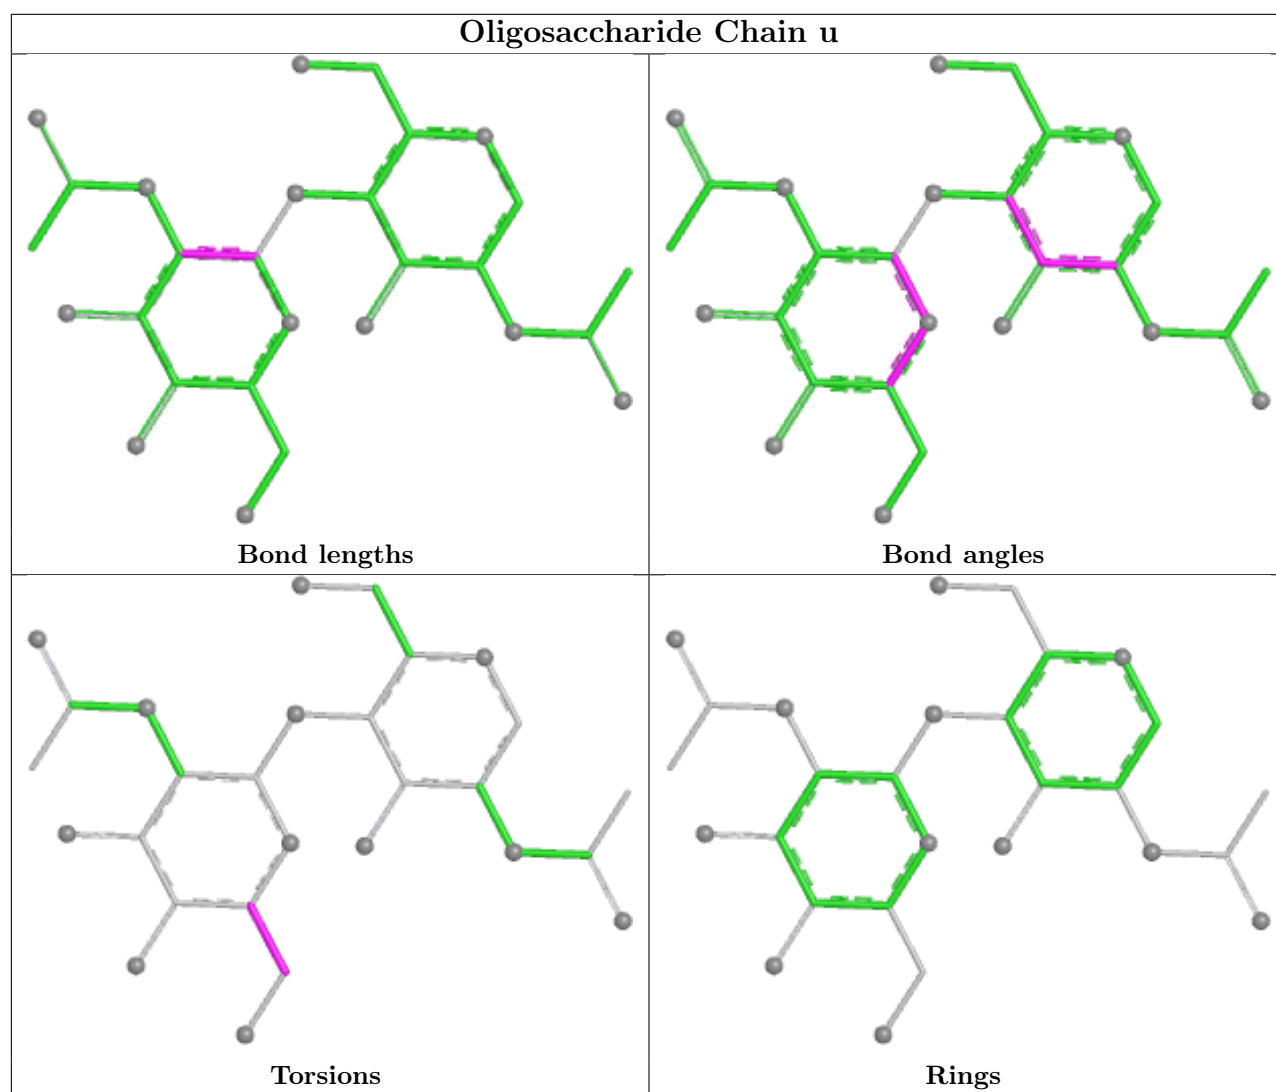 Oligosaccharide Chain u
Bond lengths
Bond angles
Torsions
Rings